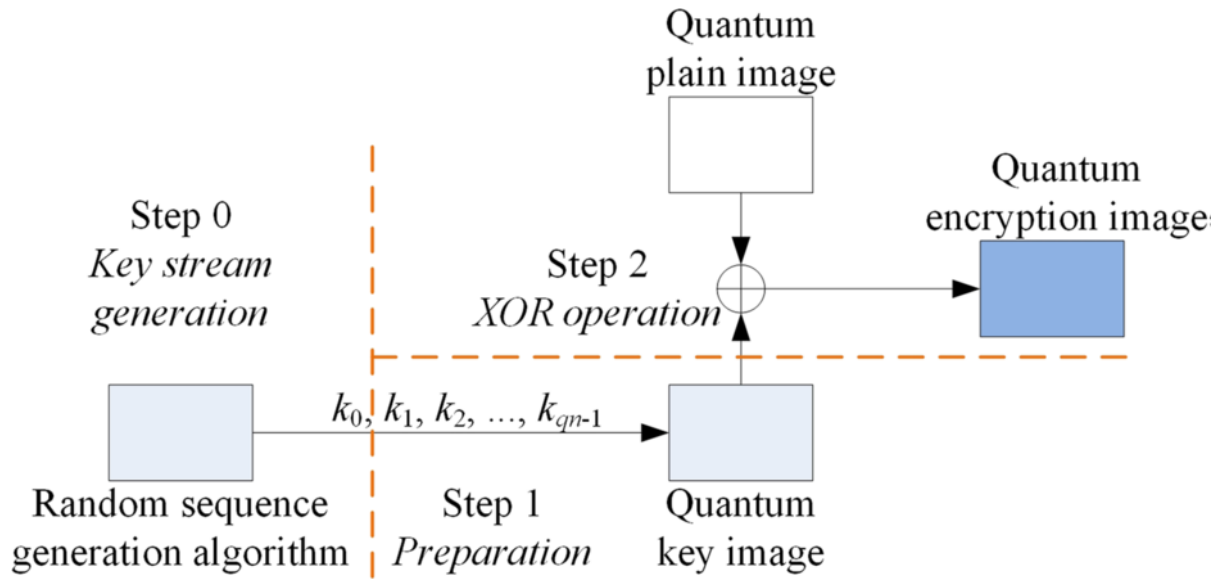 Quantum
plain image
Quantum
encryption image
Step 0
Key stream
generation
Step 2
XOR operation
k0, k1, k2, ..., kqn-1
Random sequence
generation algorithm
Step 1
Preparation
Quantum
key image